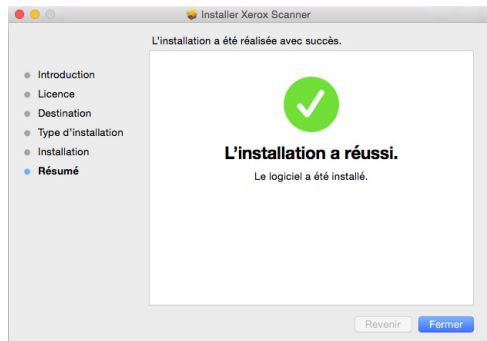 Installer Xerox Scanner
L'installation a été réalisée avec succès.
Introduction
Licence
Destination
Type d'installation
Installation
Résumé
L'installation a réussi.
Le logiciel a été installé.
Revenir
Fermer